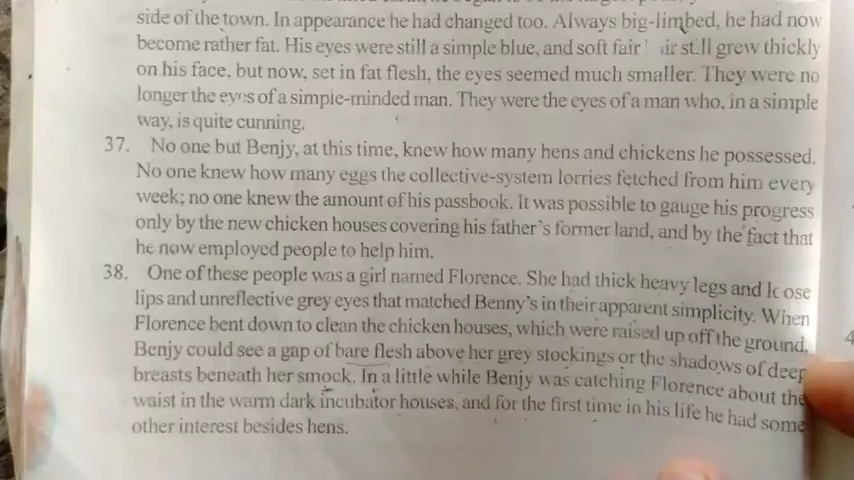 side of the town. In appearance he had changed too. Always big-limbed, he had now
become rather fat. His eyes were still a simple blue, and soft fair still grew thickly
on his face, but now, set in fat flesh, the eyes seemed much smaller. They were no
longer the eyes of a simple-minded man. They were the eyes of a man who, in a simple
way, is quite cunning.
37. No one but Benjy, at this time, knew how many hens and chickens he possessed.
No one knew how many eggs the collective-system lorries fetched from him every
week; no one knew the amount of his passbook. It was possible to gauge his progress
only by the new chicken houses covering his father's former land, and by the fact that
he now employed people to help him.
38. One of these people was a girl named Florence. She had thick heavy legs and loose
lips and unreflective grey eyes that matched Benny's in their apparent simplicity. When
Florence bent down to clean the chicken houses, which were raised up off the ground,
Benjy could see a gap of bare flesh above her grey stockings or the shadows of deep
breasts beneath her smock. In a little while Benjy was catching Florence about the
waist in the warm dark incubator houses, and for the first time in his life he had some
other interest besides hens.